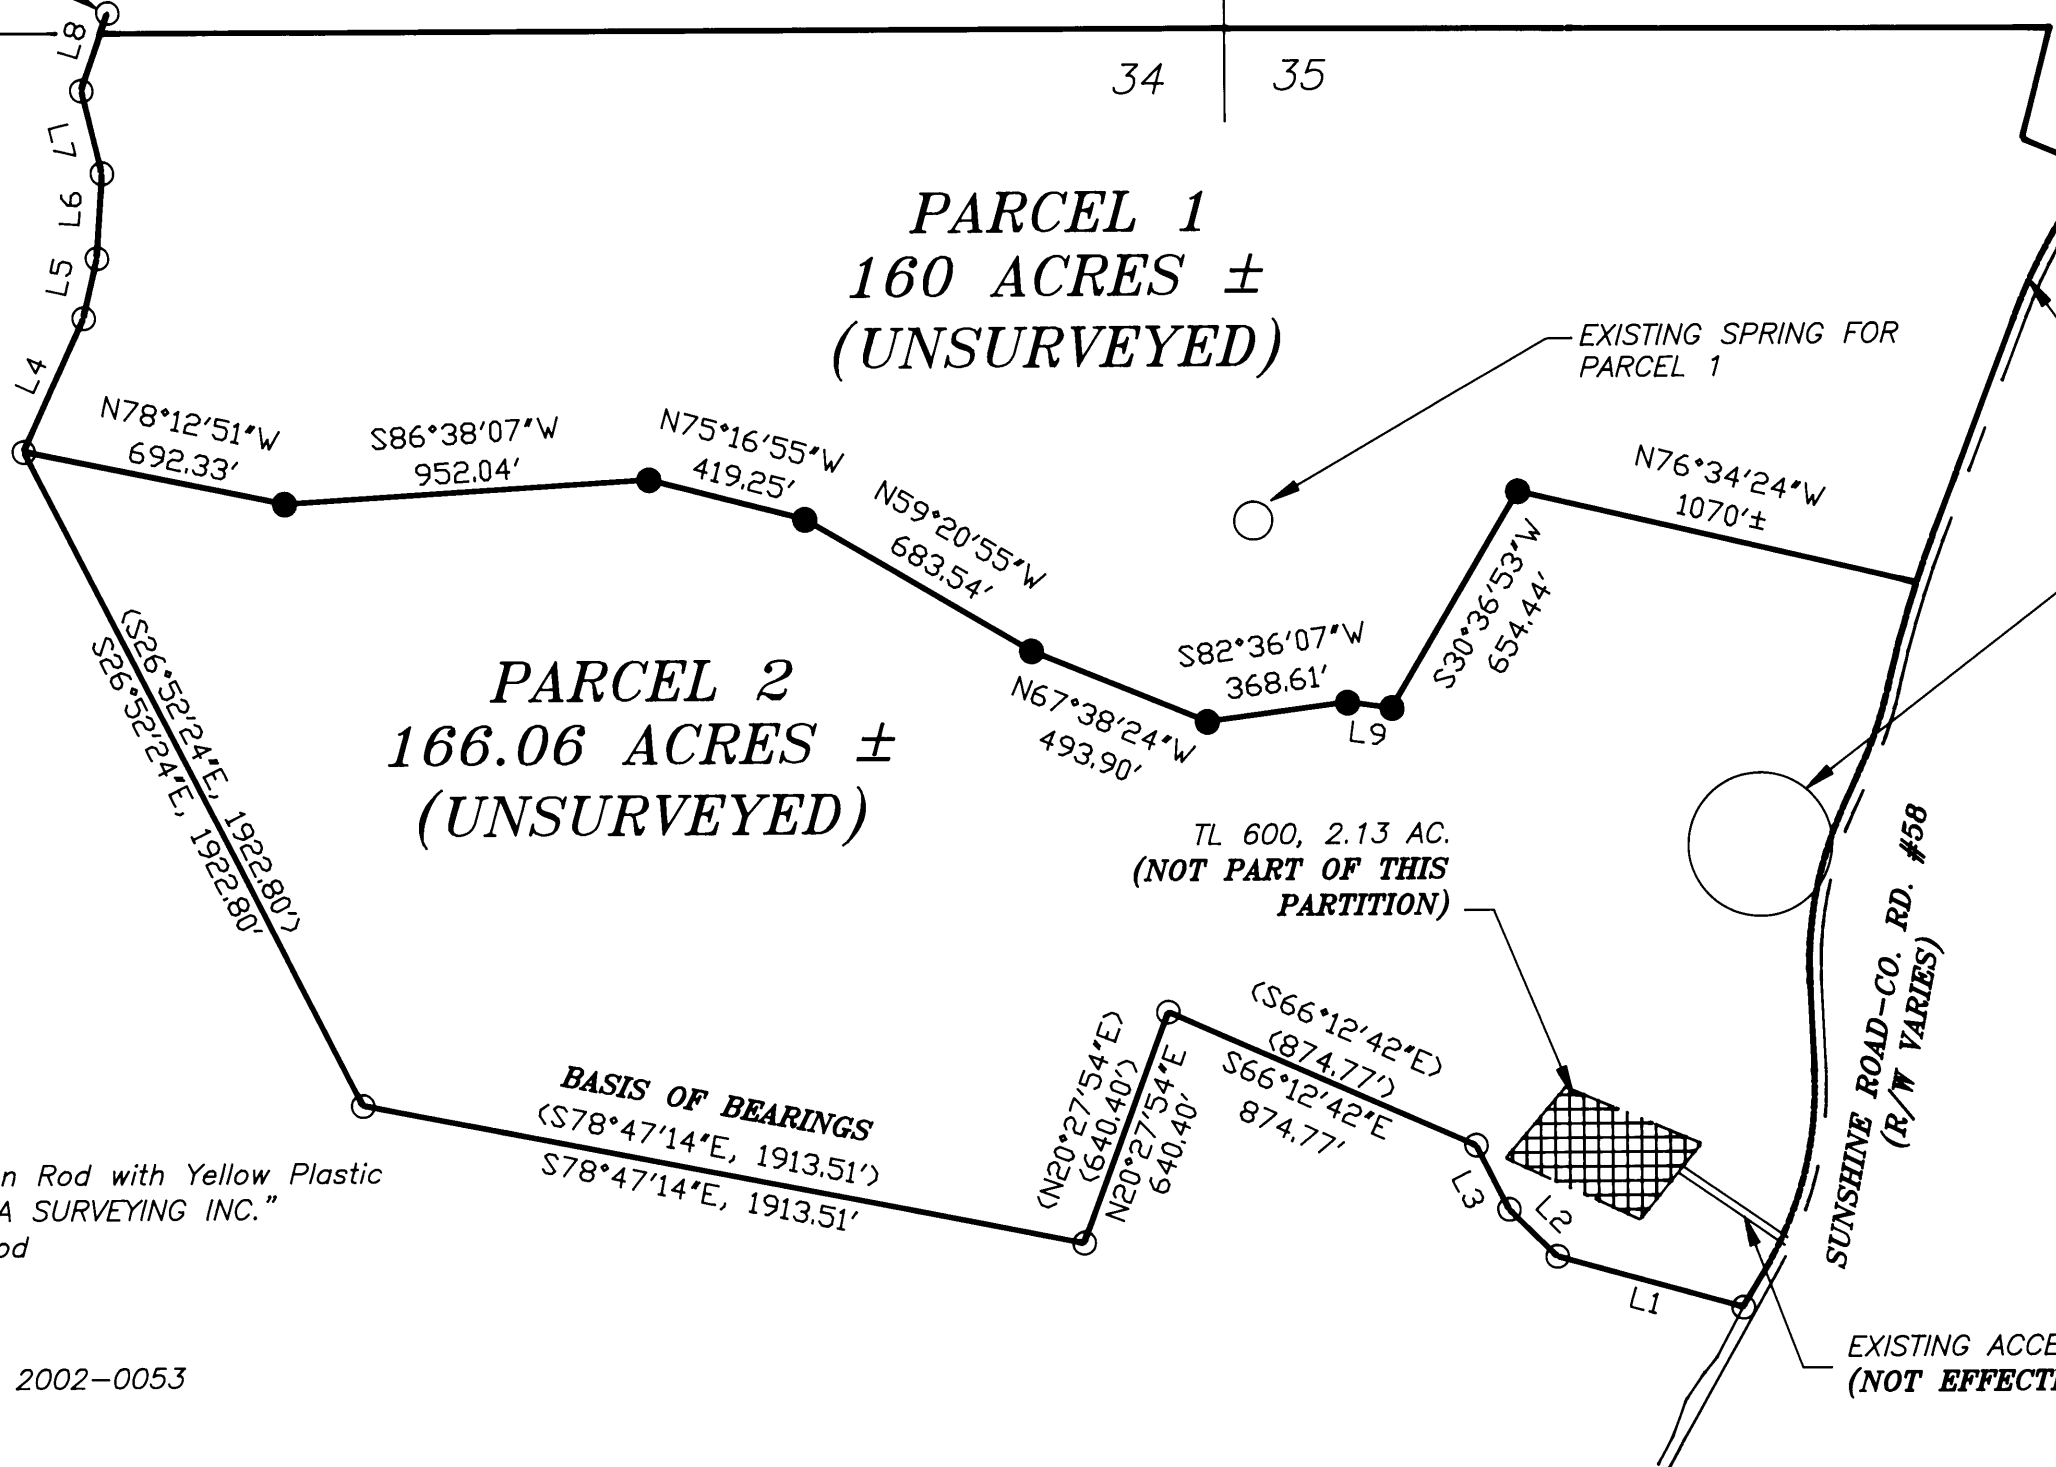 L8
34
35
L7
L6
L5
L4
PARCEL 1
160 ACRES ±
(UNSURVEYED)
EXISTING SPRING FOR
PARCEL 1
N78°12'51"W
692.33'
S86°38'07"W
952.04'
N75°16'55"W
419.25'
N59°20'55"W
683.54'
N67°38'24"W
493.90'
S82°36'07"W
368.61'
L9
S30°36'53"W
654.44'
N76°34'24"W
1070'±
PARCEL 2
166.06 ACRES ±
(UNSURVEYED)
(S26°52'24"E, 1922.80')
S26°52'24"E, 1922.80'
TL 600, 2.13 AC.
(NOT PART OF THIS
PARTITION)
SUNSHINE ROAD-CO. RD. #58
(R/W VARIES)
BASIS OF BEARINGS
(S78°47'14"E, 1913.51')
S78°47'14"E, 1913.51'
(N20°27'54"E)
(640.40')
N20°27'54"E
640.40'
(S66°12'42"E)
(874.77')
S66°12'42"E
874.77'
L3
L2
L1
n Rod with Yellow Plastic
A SURVEYING INC."
od
EXISTING ACCE
(NOT EFFECT
2002-0053